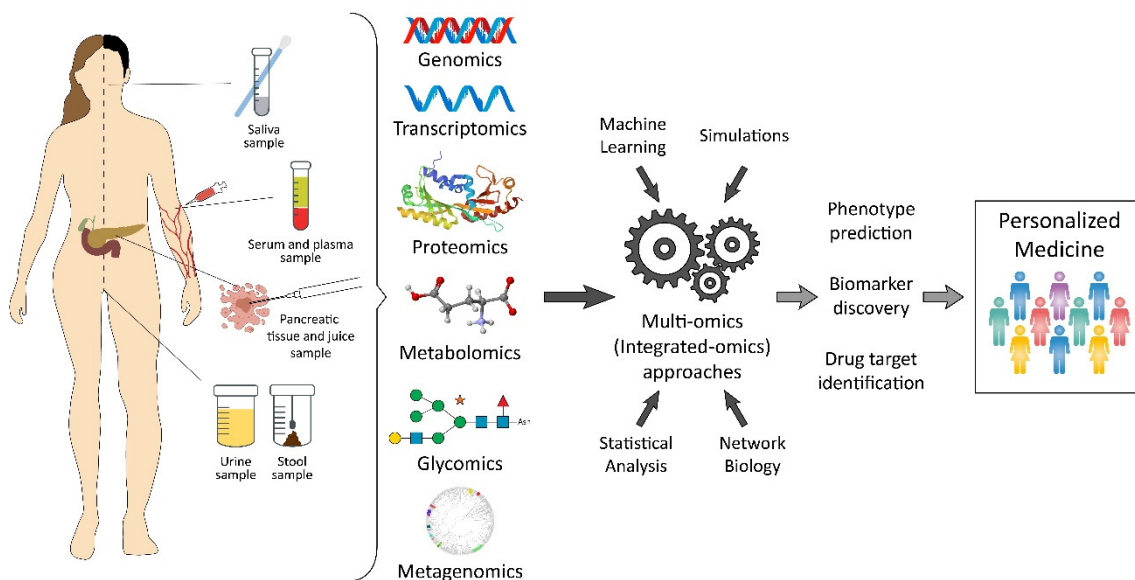 Saliva
sample
Serum and plasma
sample
Pancreatic
tissue and juice
sample
Urine
sample
Stool
sample
Genomics
Transcriptomics
Proteomics
Metabolomics
Asn
Glycomics
Metagenomics
Machine
Learning
Simulations
Multi-omics
(Integrated-omics)
approaches
Statistical
Analysis
Network
Biology
Phenotype
prediction
Biomarker
discovery
Drug target
identification
Personalized
Medicine